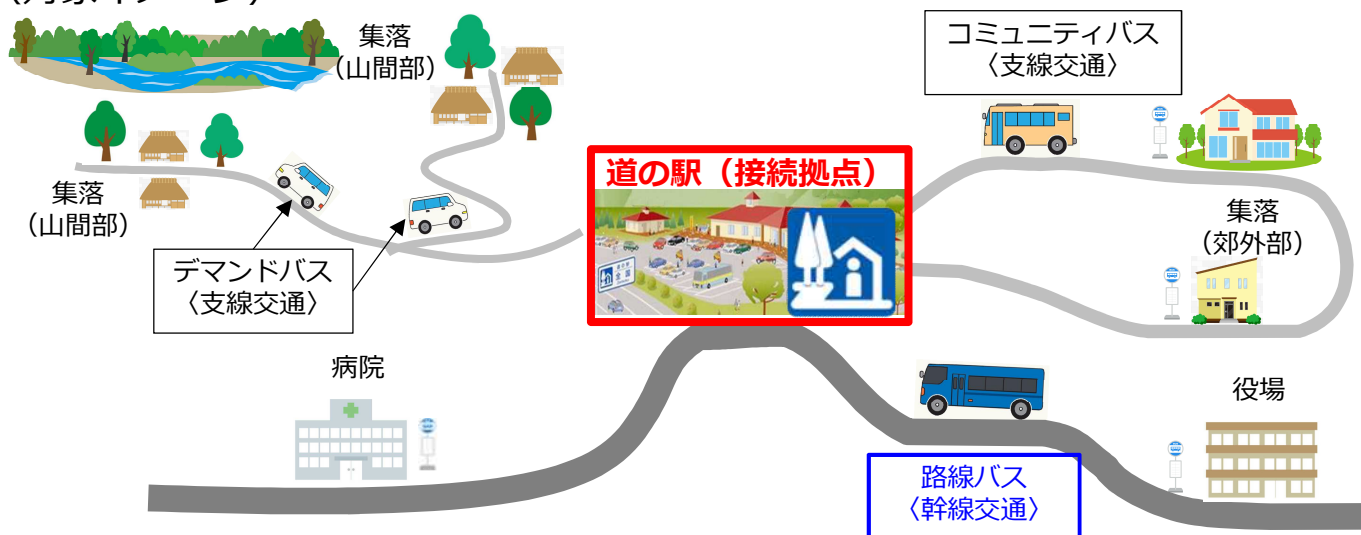 集落
(山間部)
コミュニティバス
〈支線交通〉
道の駅（接続拠点）
集落
(山間部)
集落
(郊外部)
デマンドバス
〈支線交通〉
全国
病院
役場
路線バス
〈幹線交通〉